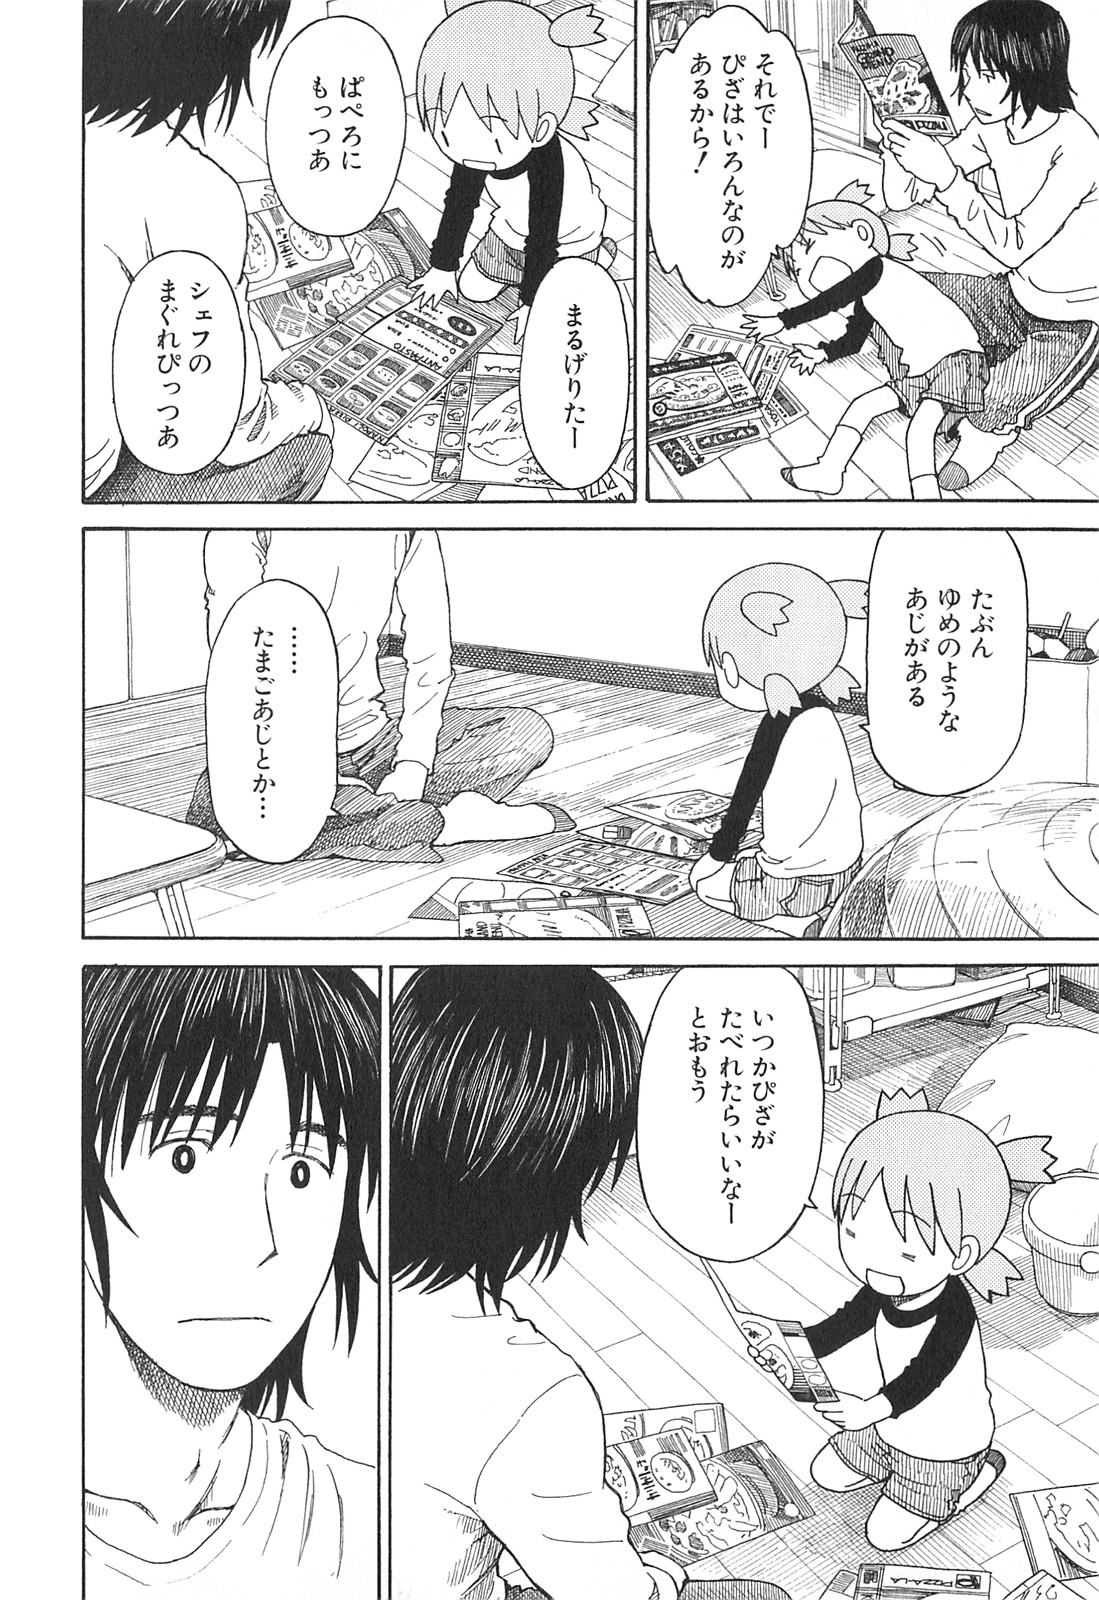 それでー
ぴざはいろんなのが
あるから！
まるげりたー
ぱぺろに
もっつあ
シェフの
まぐれぴっつあ
たぶん
ゆめのような
あじがある
……
たまごあじとか…
いつかぴざが
たべれたらいいなー
とおもう
ANTIPASTO
PIZZA
PIZZA-LA